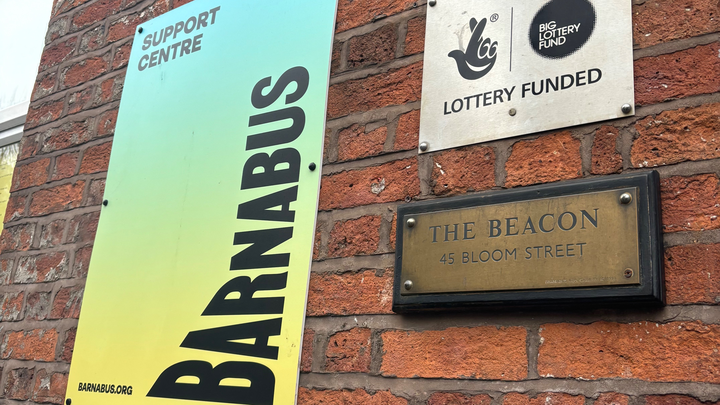 SUPPORT
CENTRE
BARNABUS
BARNABUS.ORG
®
BIG
LOTTERY
FUND
LOTTERY FUNDED
THE BEACON
45 BLOOM STREET